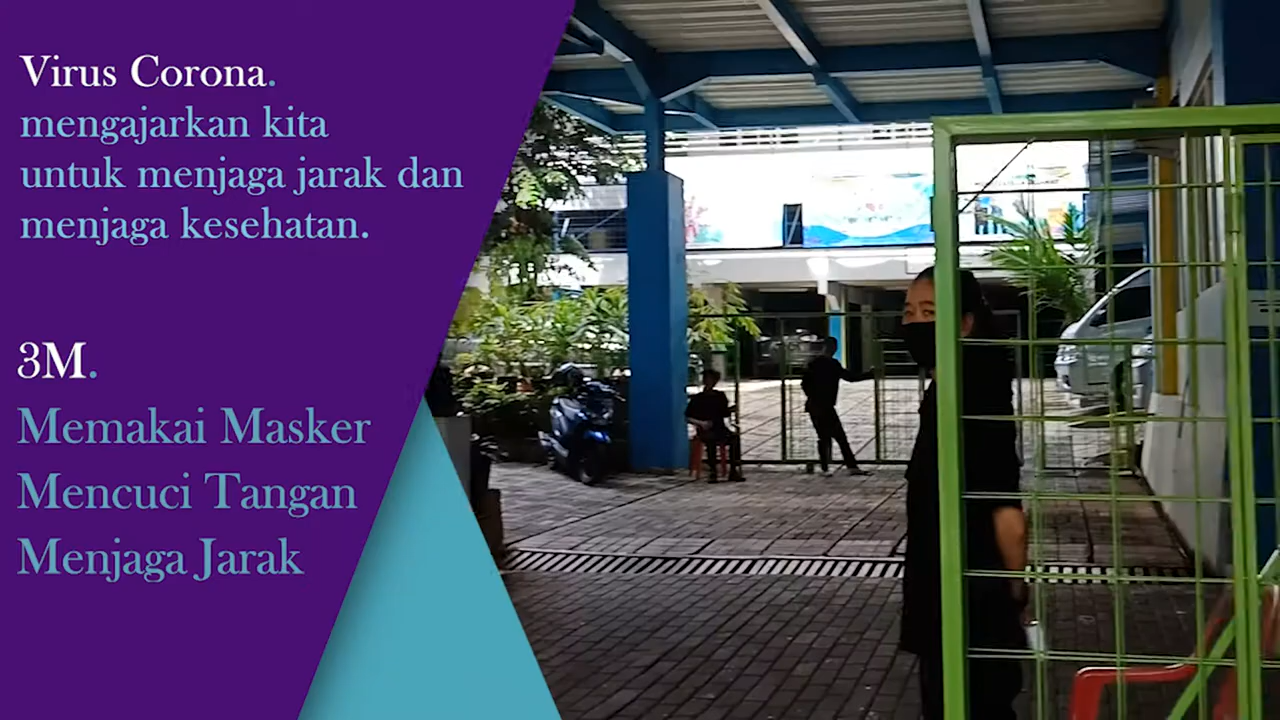 Virus Corona.
mengajarkan kita
untuk menjaga jarak dan
menjaga kesehatan.
3M.
Memakai Masker
Mencuci Tangan
Menjaga Jarak